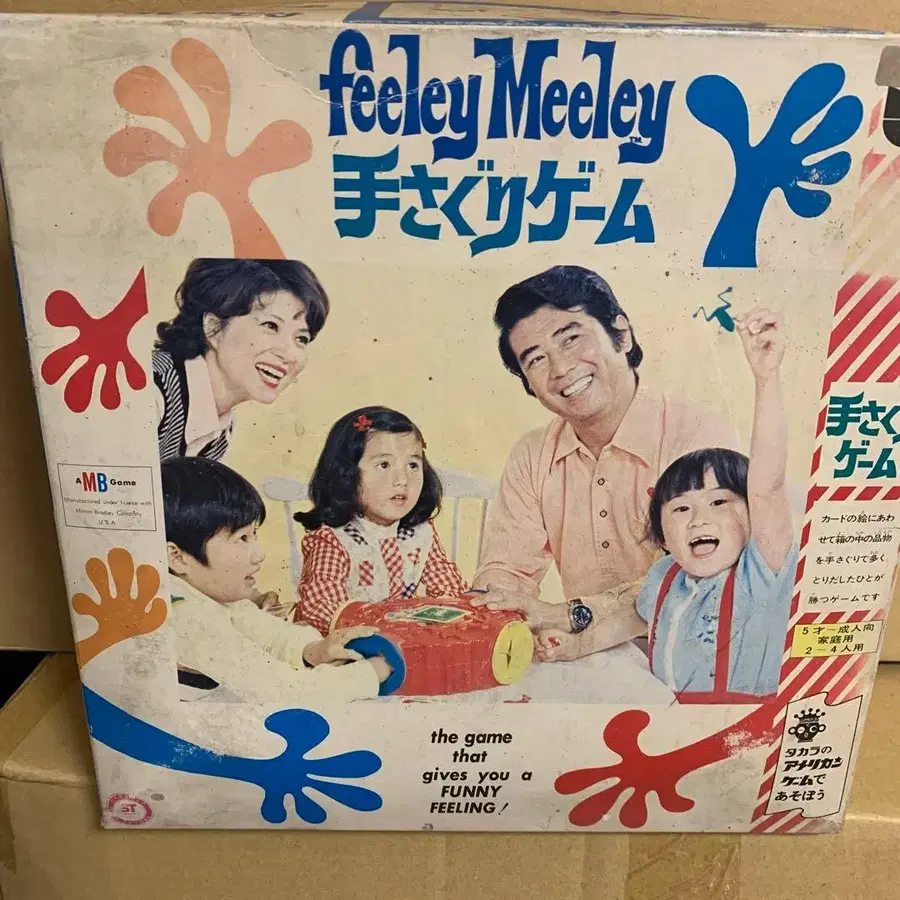 feeley Meeley™
手さぐりゲーム
A MB Game
Manufactured under license with
Milton Bradley Company
U.S.A
手さぐ
ゲーム
カードの絵にあわ
せて箱の中の品物
を手さぐりで多く
とりだしたひとが
勝つゲームです
5才〜成人向
家庭用
2〜4人用
the game
that
gives you a
FUNNY
FEELING!
タカラの
アメリカン
ゲームで
あそぼう
ST